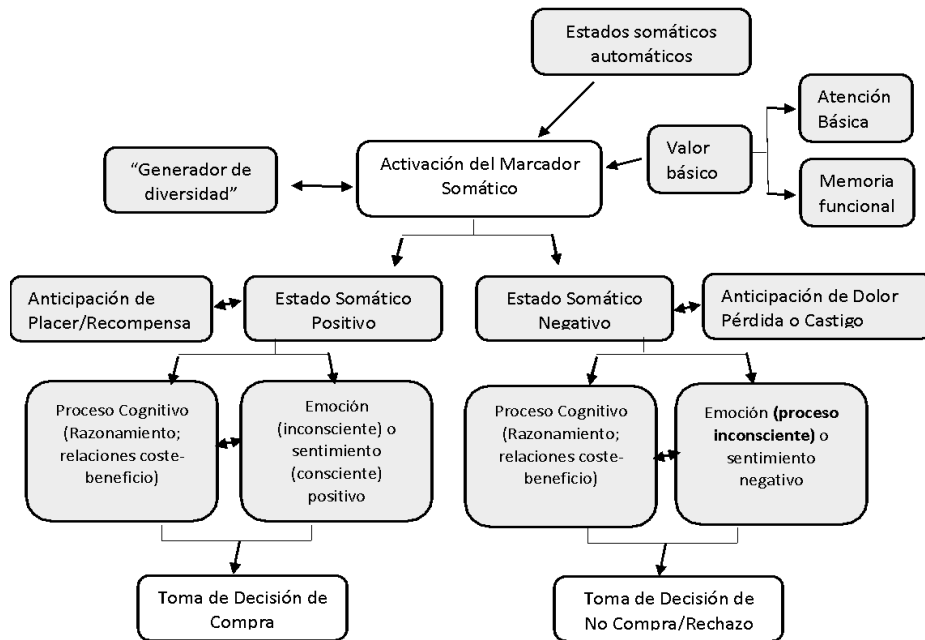 Estados somáticos
automáticos
Atención
Básica
Valor
básico
Memoria
funcional
"Generador de
diversidad"
Activación del Marcador
Somático
Anticipación de
Placer/Recompensa
Estado Somático
Positivo
Estado Somático
Negativo
Anticipación de Dolor
Pérdida o Castigo
Proceso Cognitivo
(Razonamiento;
relaciones coste-
beneficio)
Emoción
(inconsciente) o
sentimiento
(consciente)
positivo
Proceso Cognitivo
(Razonamiento;
relaciones coste-
beneficio)
Emoción (proceso
inconsciente) o
sentimiento
negativo
Toma de Decisión de
Compra
Toma de Decisión de
No Compra/Rechazo